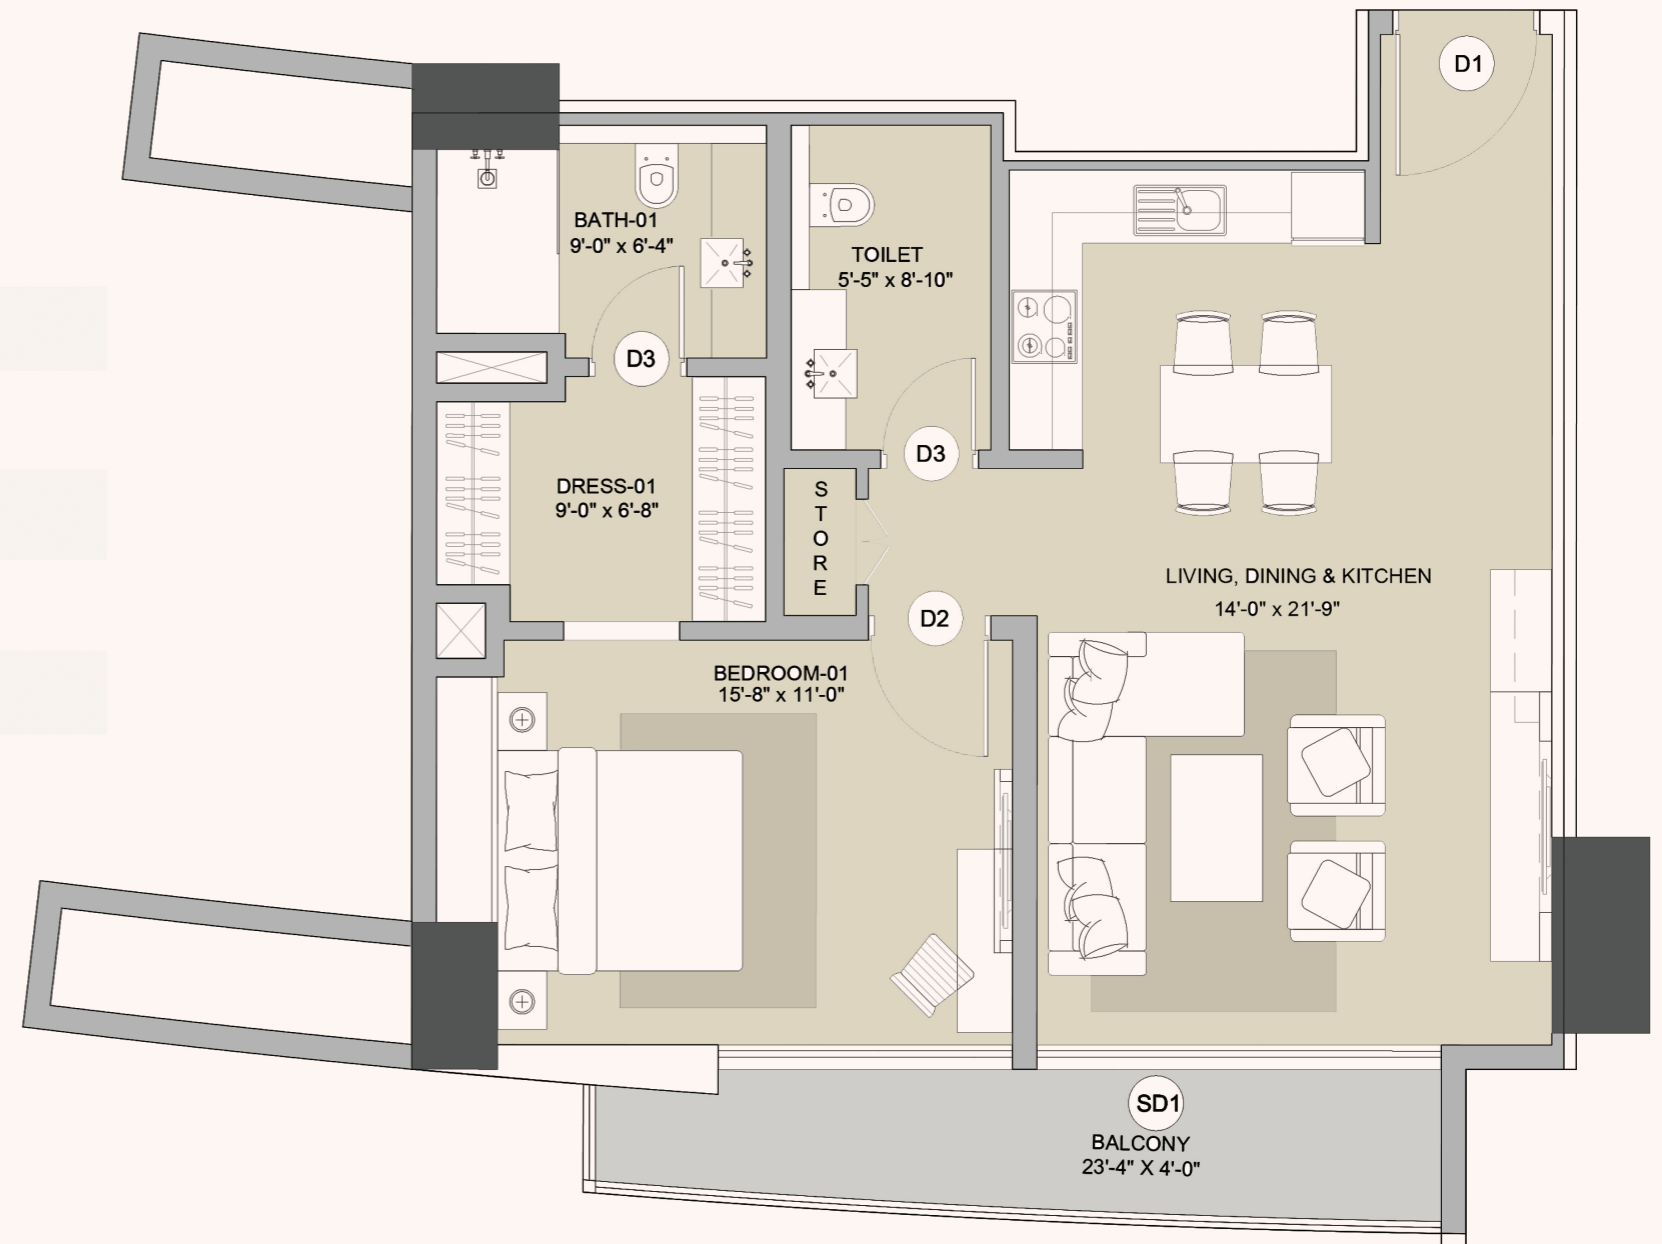 D1
BATH-01
9'-0" x 6'-4"
TOILET
5'-5" x 8'-10"
D3
D3
DRESS-01
9'-0" x 6'-8"
S
T
O
R
E
LIVING, DINING & KITCHEN
14'-0" x 21'-9"
D2
BEDROOM-01
15'-8" x 11'-0"
SD1
BALCONY
23'-4" X 4'-0"